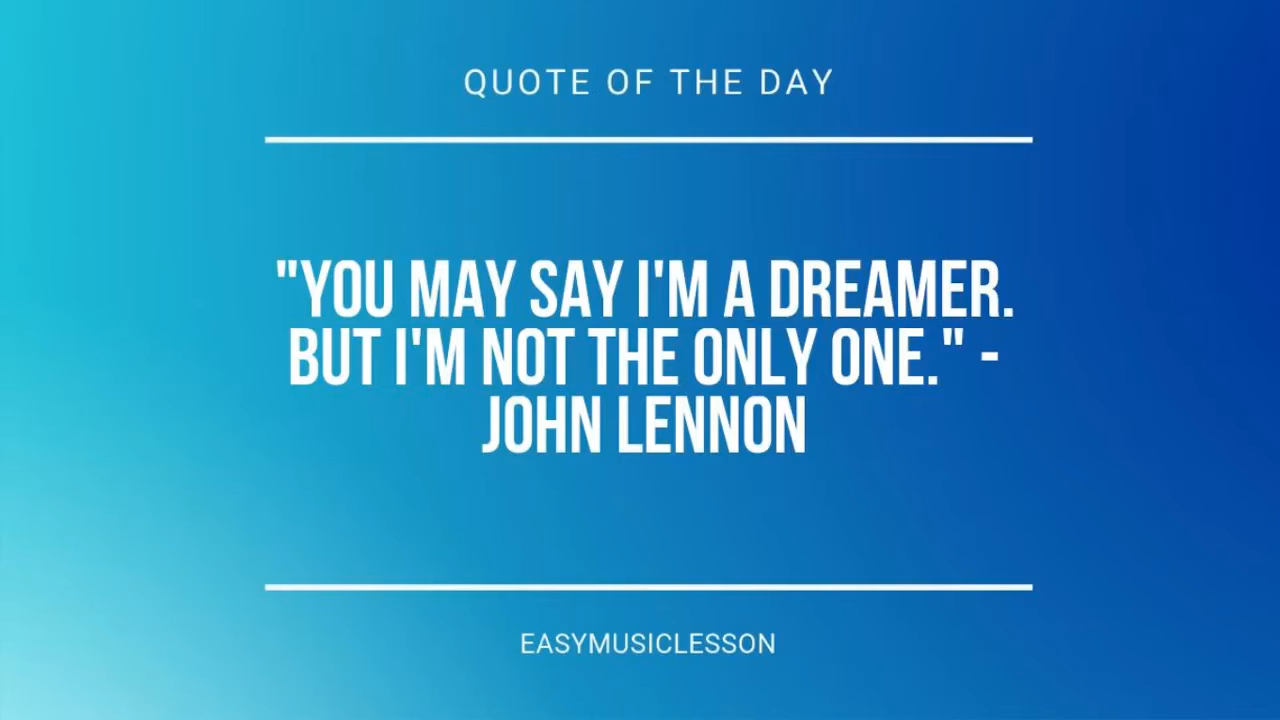 QUOTE OF THE DAY
"YOU MAY SAY I'M A DREAMER.
BUT I'M NOT THE ONLY ONE." -
JOHN LENNON
EASYMUSICLESSON